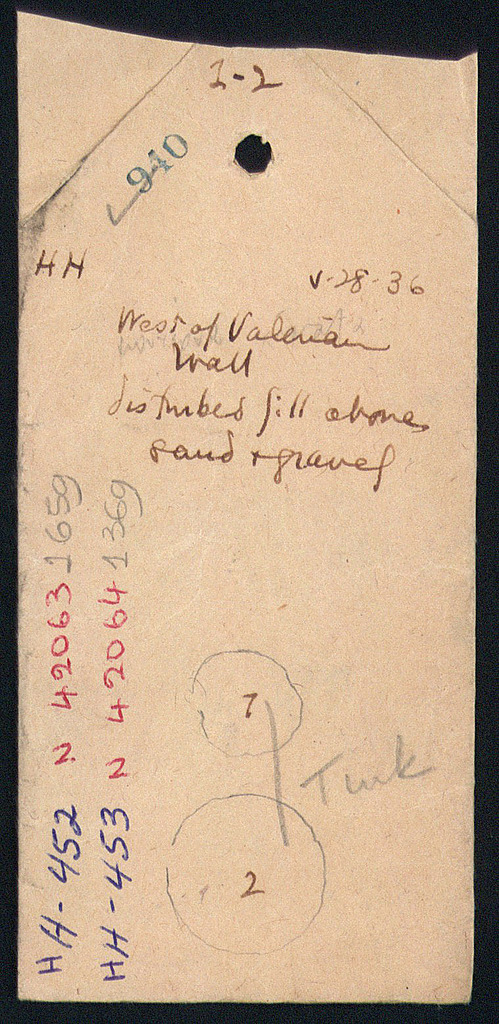 1-2
940
HH
V-28-36
West of Valerian
Wall
disturbed fill above
sand + gravel
1
Turk
2
HH-452 N 42063 1659
HH-453 N 42064 1369